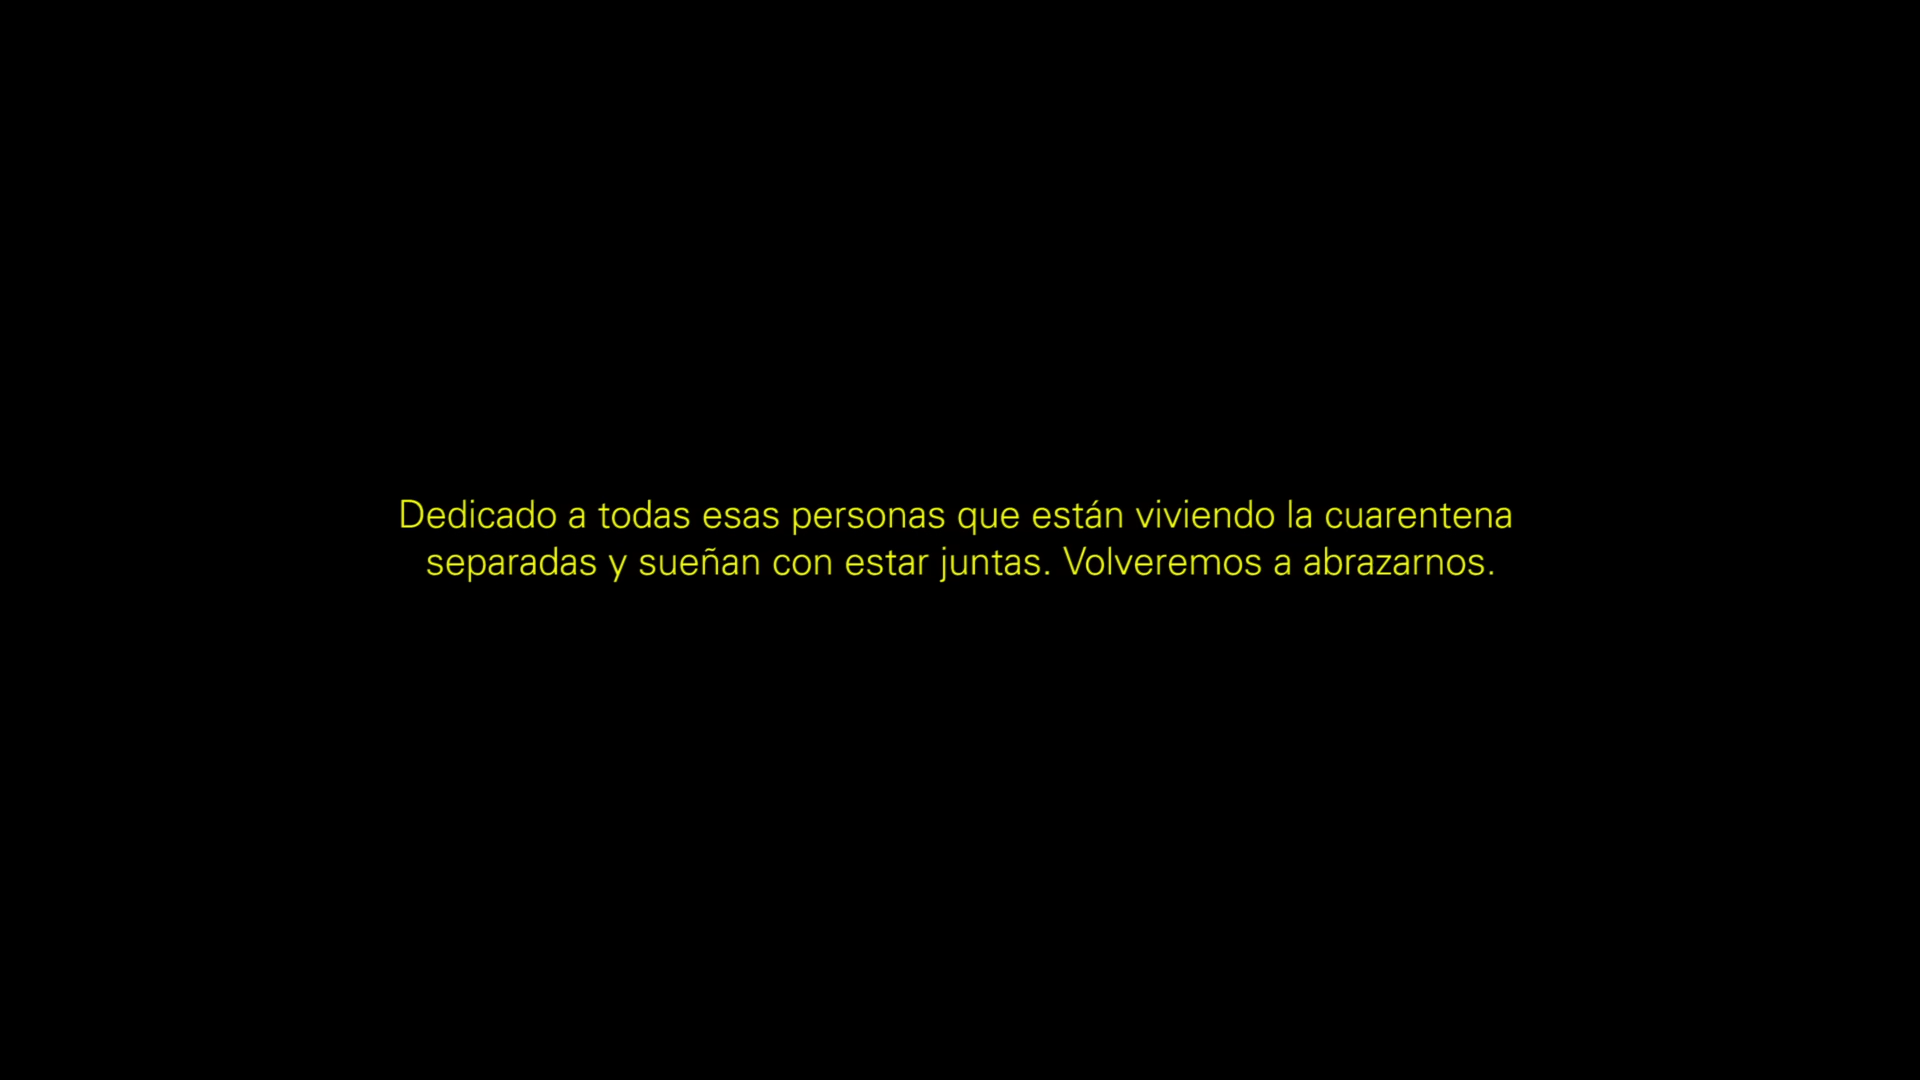 Dedicado a todas esas personas que están viviendo la cuarentena
separadas y sueñan con estar juntas. Volveremos a abrazarnos.